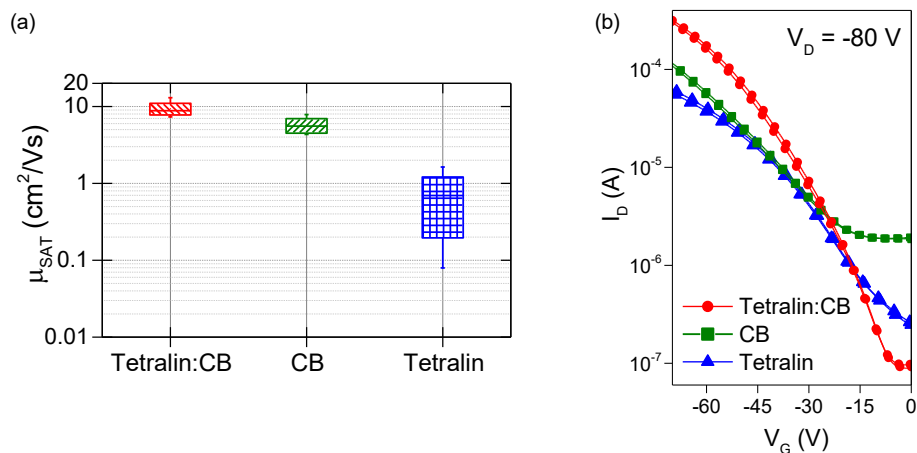 (a)
μSAT (cm²/Vs)
20
10
1
0.1
0.01
Tetralin:CB CB Tetralin
(b)
VD = -80 V
ID (A)
10⁻⁴
10⁻⁵
10⁻⁶
10⁻⁷
Tetralin:CB
CB
Tetralin
-60 -45 -30 -15 0
VG (V)